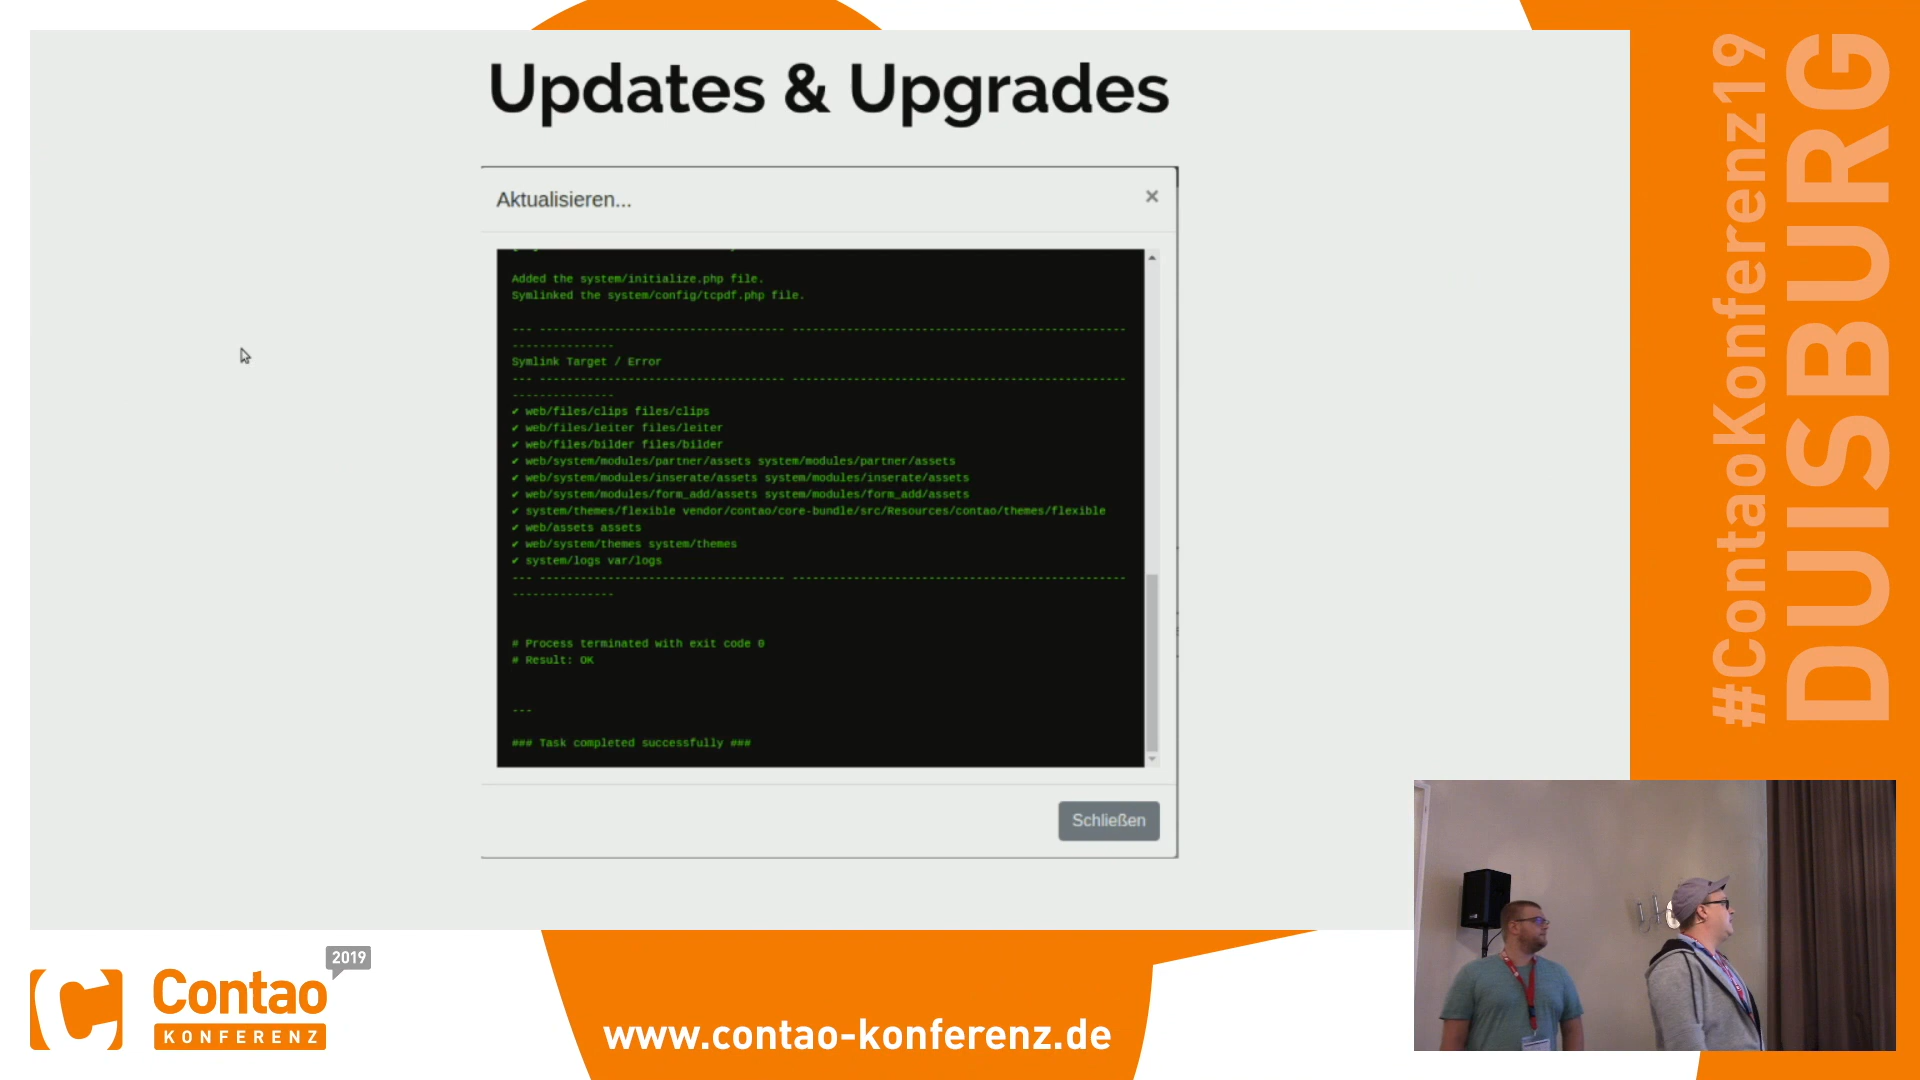 Updates & Upgrades
Aktualisieren...
×
Added the system/initialize.php file.
Symlinked the system/config/tcpdf.php file.
--- ------------------------------------ -------------------------------------------------
---------------
Symlink Target / Error
--- ------------------------------------ -------------------------------------------------
---------------
✔ web/files/clips files/clips
✔ web/files/leiter files/leiter
✔ web/files/bilder files/bilder
✔ web/system/modules/partner/assets system/modules/partner/assets
✔ web/system/modules/inserate/assets system/modules/inserate/assets
✔ web/system/modules/form_add/assets system/modules/form_add/assets
✔ system/themes/flexible vendor/contao/core-bundle/src/Resources/contao/themes/flexible
✔ web/assets assets
✔ web/system/themes system/themes
✔ system/logs var/logs
--- ------------------------------------ -------------------------------------------------
---------------
# Process terminated with exit code 0
# Result: OK
---
### Task completed successfully ###
Schließen
#ContaoKonferenz19
DUISBURG
2019
Contao
KONFERENZ
www.contao-konferenz.de